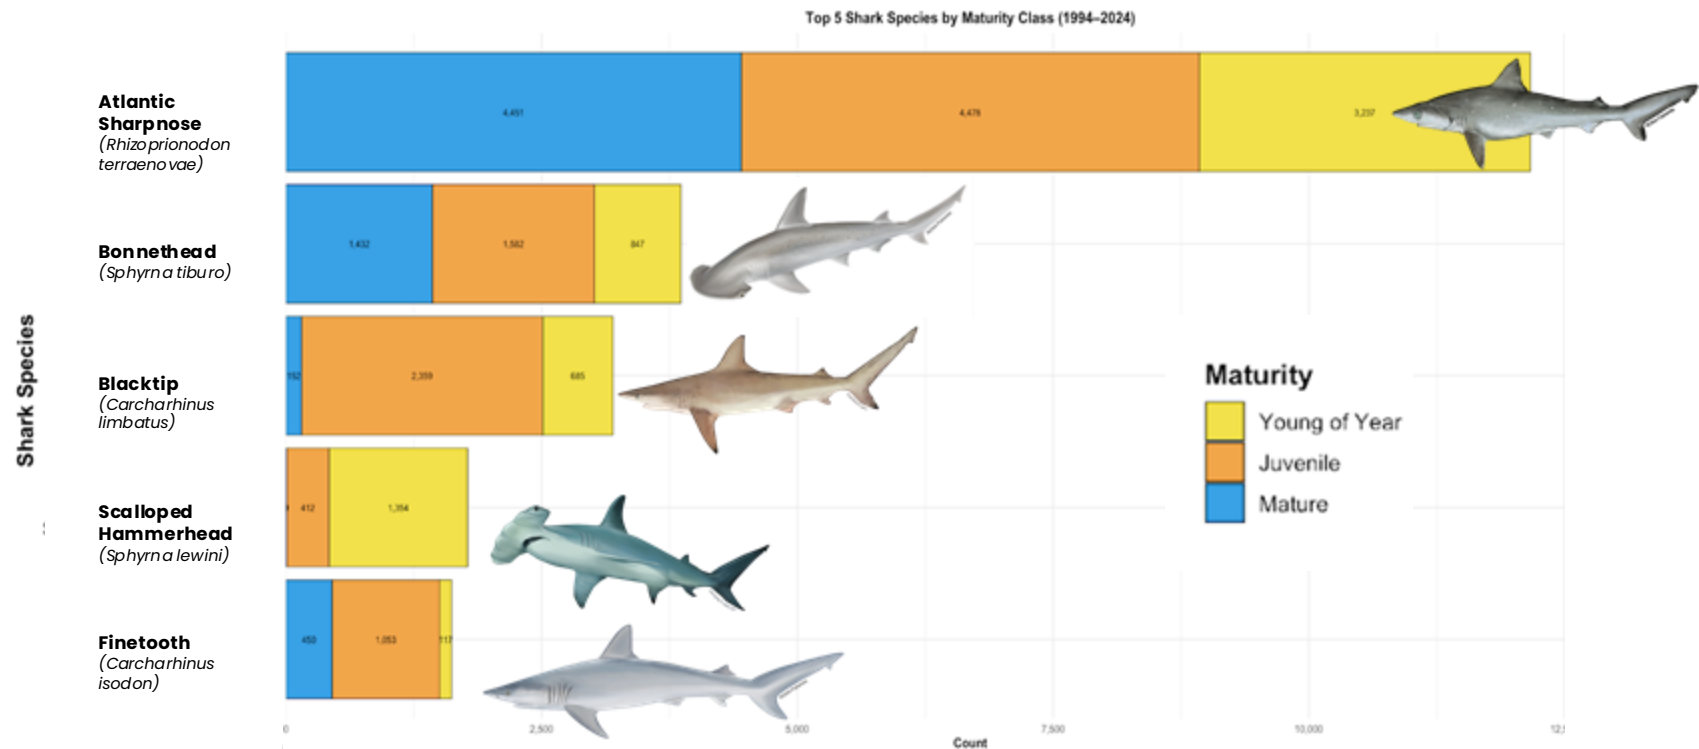 Top 5 Shark Species by Maturity Class (1994–2024)
Shark Species
Atlantic
Sharpnose
(Rhizoprionodon
terraenovae)
4,451
4,476
3,237
Bonnethead
(Sphyrna tiburo)
1,432
1,582
847
Blacktip
(Carcharhinus
limbatus)
152
2,359
685
Scalloped
Hammerhead
(Sphyrna lewini)
412
1,354
Finetooth
(Carcharhinus
isodon)
450
1,053
117
Maturity
Young of Year
Juvenile
Mature
0
2,500
5,000
7,500
10,000
Count